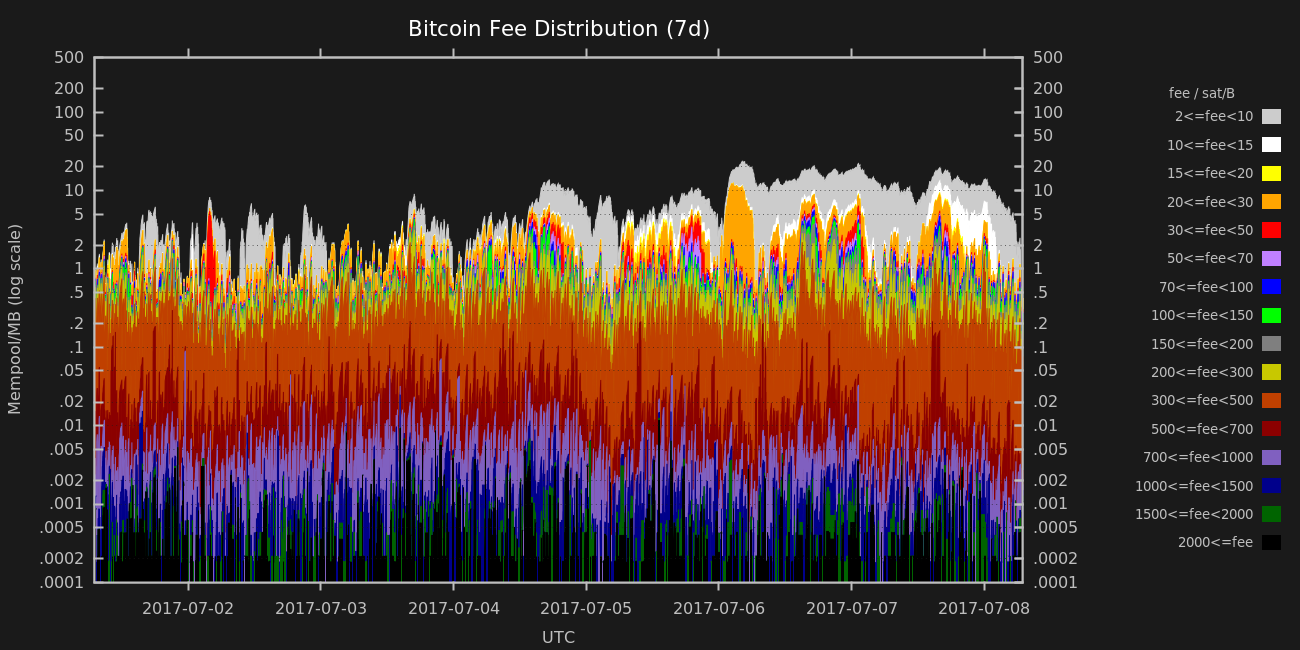 Bitcoin Fee Distribution (7d)
500 500
200 200
100 100
50 50
20 20
10 10
5 5
2 2
1 1
.5 .5
.2 .2
.1 .1
.05 .05
.02 .02
.01 .01
.005 .005
.002 .002
.001 .001
.0005 .0005
.0002 .0002
.0001 .0001
Mempool/MB (log scale)
2017-07-02 2017-07-03 2017-07-04 2017-07-05 2017-07-06 2017-07-07 2017-07-08
UTC
fee / sat/B
2<=fee<10
10<=fee<15
15<=fee<20
20<=fee<30
30<=fee<50
50<=fee<70
70<=fee<100
100<=fee<150
150<=fee<200
200<=fee<300
300<=fee<500
500<=fee<700
700<=fee<1000
1000<=fee<1500
1500<=fee<2000
2000<=fee